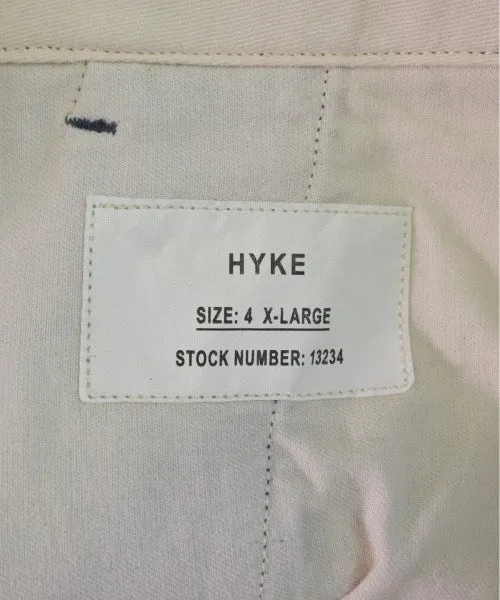 HYKE
SIZE: 4 X-LARGE
STOCK NUMBER: 13234